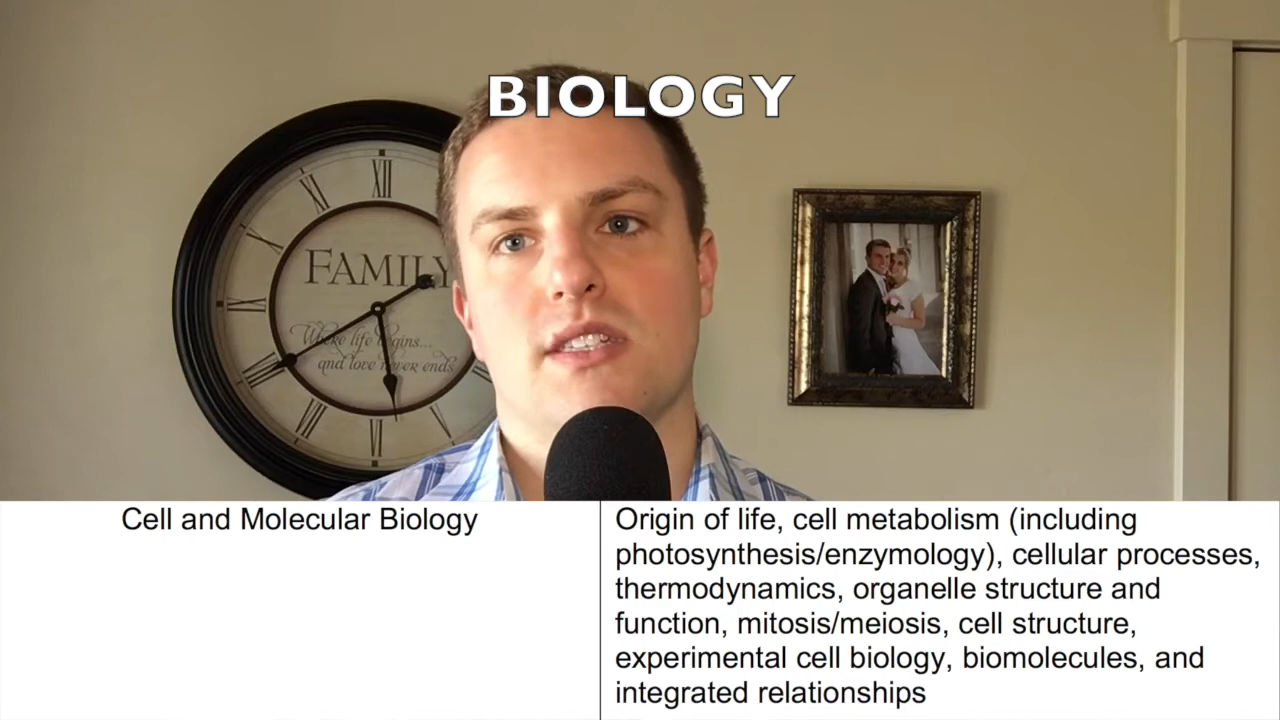 BIOLOGY
XII
FAMILY
Where life begins...
and love never ends
Cell and Molecular Biology
Origin of life, cell metabolism (including
photosynthesis/enzymology), cellular processes,
thermodynamics, organelle structure and
function, mitosis/meiosis, cell structure,
experimental cell biology, biomolecules, and
integrated relationships